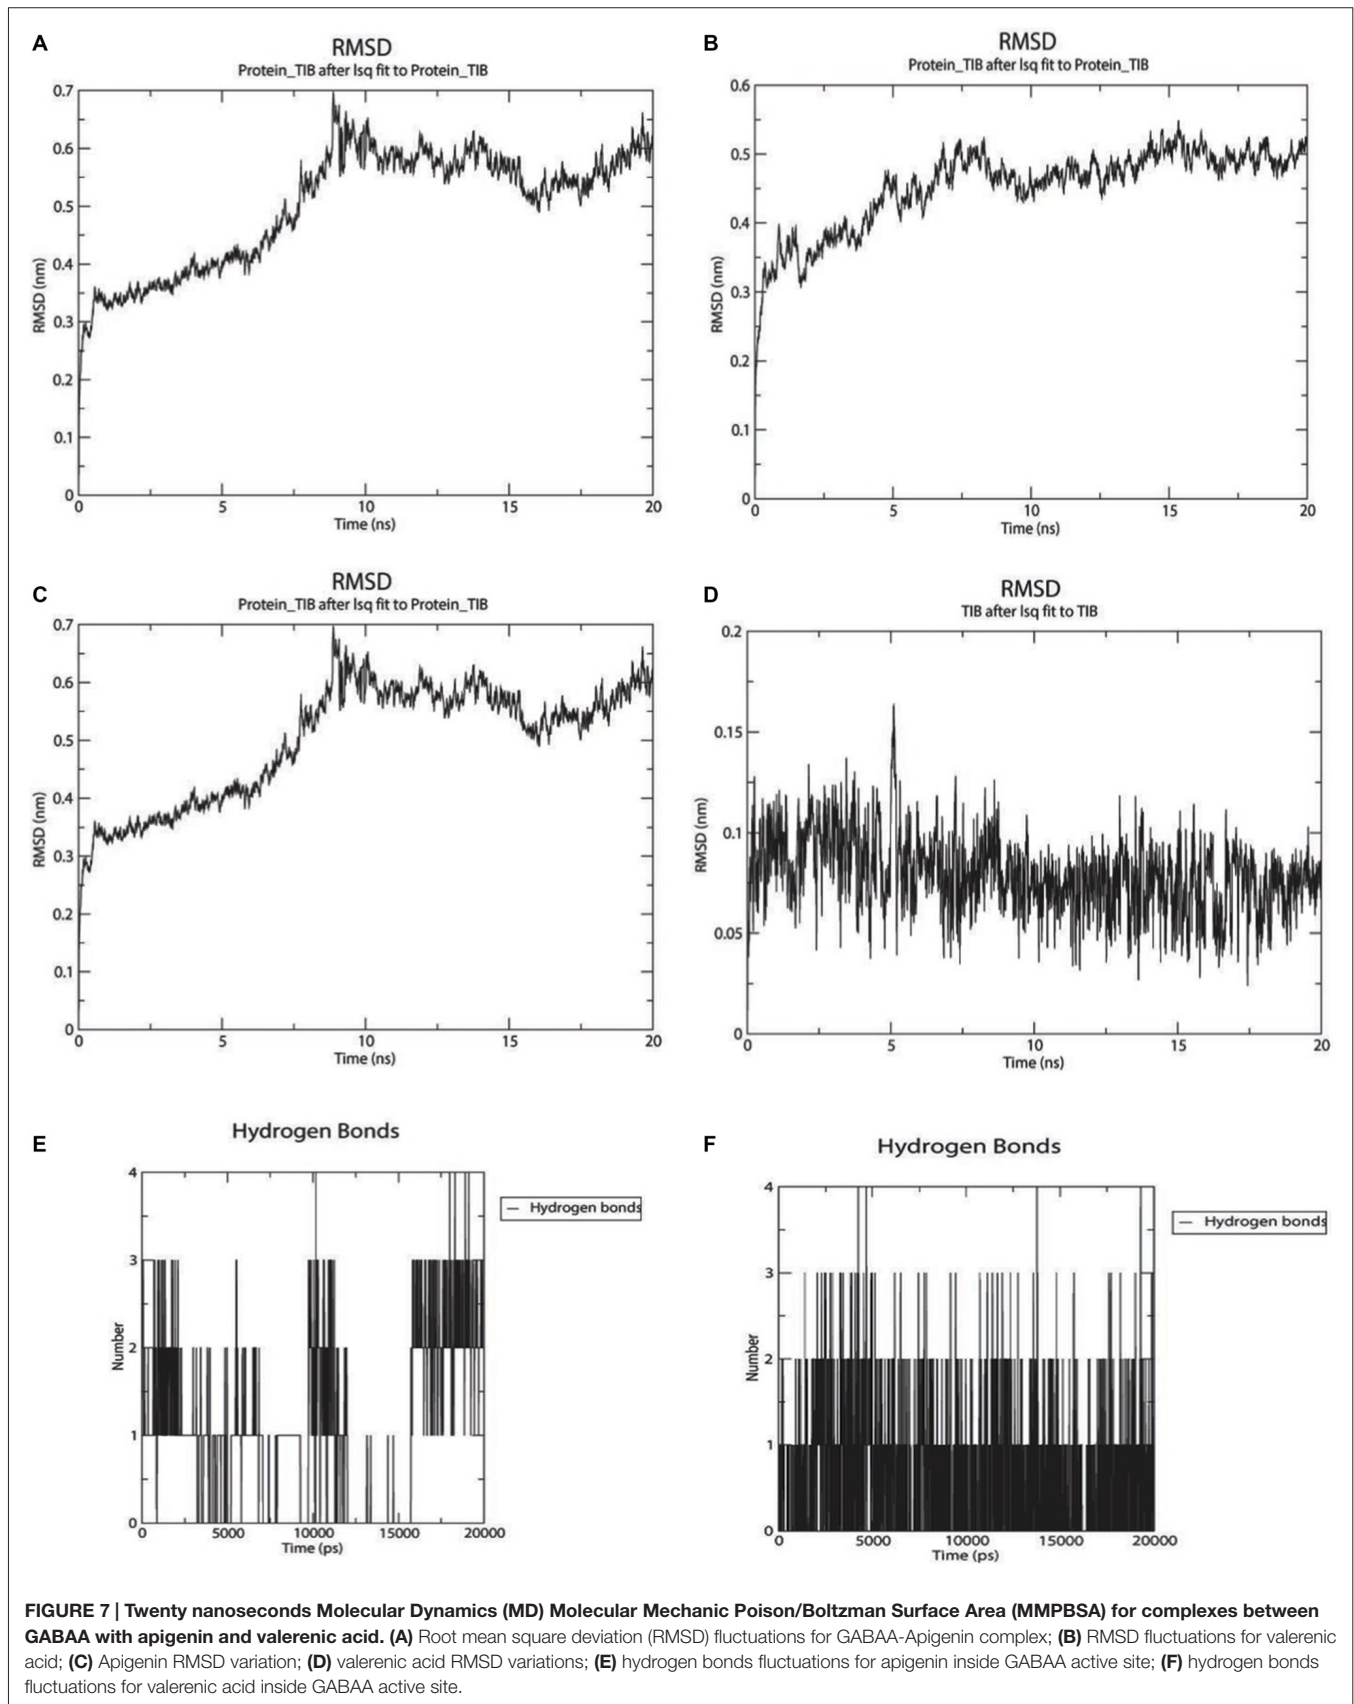 A
RMSD
Protein_TIB after lsq fit to Protein_TIB
0.7
0.6
0.5
0.4
0.3
0.2
0.1
0
RMSD (nm)
0 5 10 15 20
Time (ns)
B
RMSD
Protein_TIB after lsq fit to Protein_TIB
0.6
0.5
0.4
0.3
0.2
0.1
0
RMSD (nm)
0 5 10 15 20
Time (ns)
C
RMSD
Protein_TIB after lsq fit to Protein_TIB
0.7
0.6
0.5
0.4
0.3
0.2
0.1
0
RMSD (nm)
0 5 10 15 20
Time (ns)
D
RMSD
TIB after lsq fit to TIB
0.2
0.15
0.1
0.05
0
RMSD (nm)
0 5 10 15 20
Time (ns)
E
Hydrogen Bonds
4
3
2
1
0
Number
0 5000 10000 15000 20000
Time (ps)
Hydrogen bonds
F
Hydrogen Bonds
4
3
2
1
0
Number
0 5000 10000 15000 20000
Time (ps)
Hydrogen bonds
FIGURE 7 | Twenty nanoseconds Molecular Dynamics (MD) Molecular Mechanic Poison/Boltzman Surface Area (MMPBSA) for complexes between
GABAA with apigenin and valerenic acid. (A) Root mean square deviation (RMSD) fluctuations for GABAA-Apigenin complex; (B) RMSD fluctuations for valerenic
acid; (C) Apigenin RMSD variation; (D) valerenic acid RMSD variations; (E) hydrogen bonds fluctuations for apigenin inside GABAA active site; (F) hydrogen bonds
fluctuations for valerenic acid inside GABAA active site.